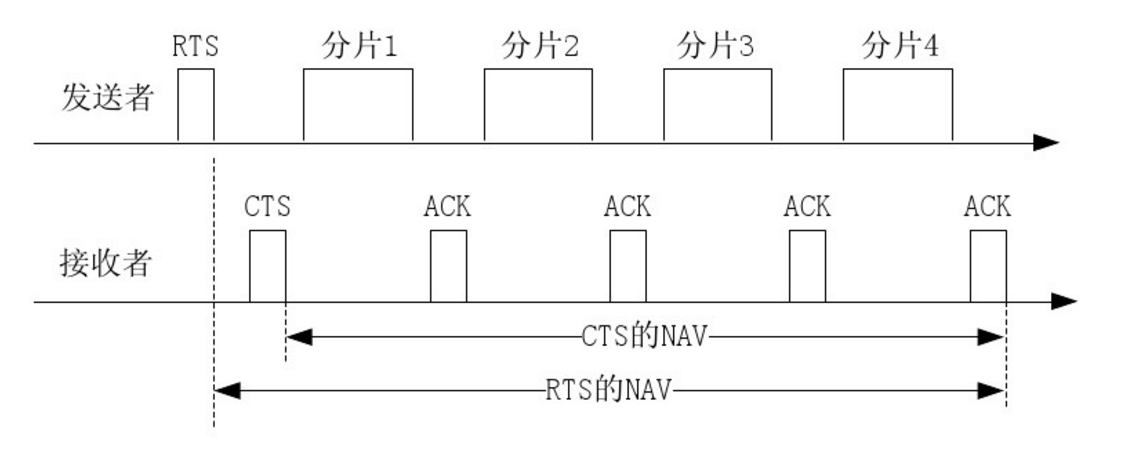 RTS 分片1 分片2 分片3 分片4
发送者
CTS ACK ACK ACK ACK
接收者
CTS的NAV
RTS的NAV